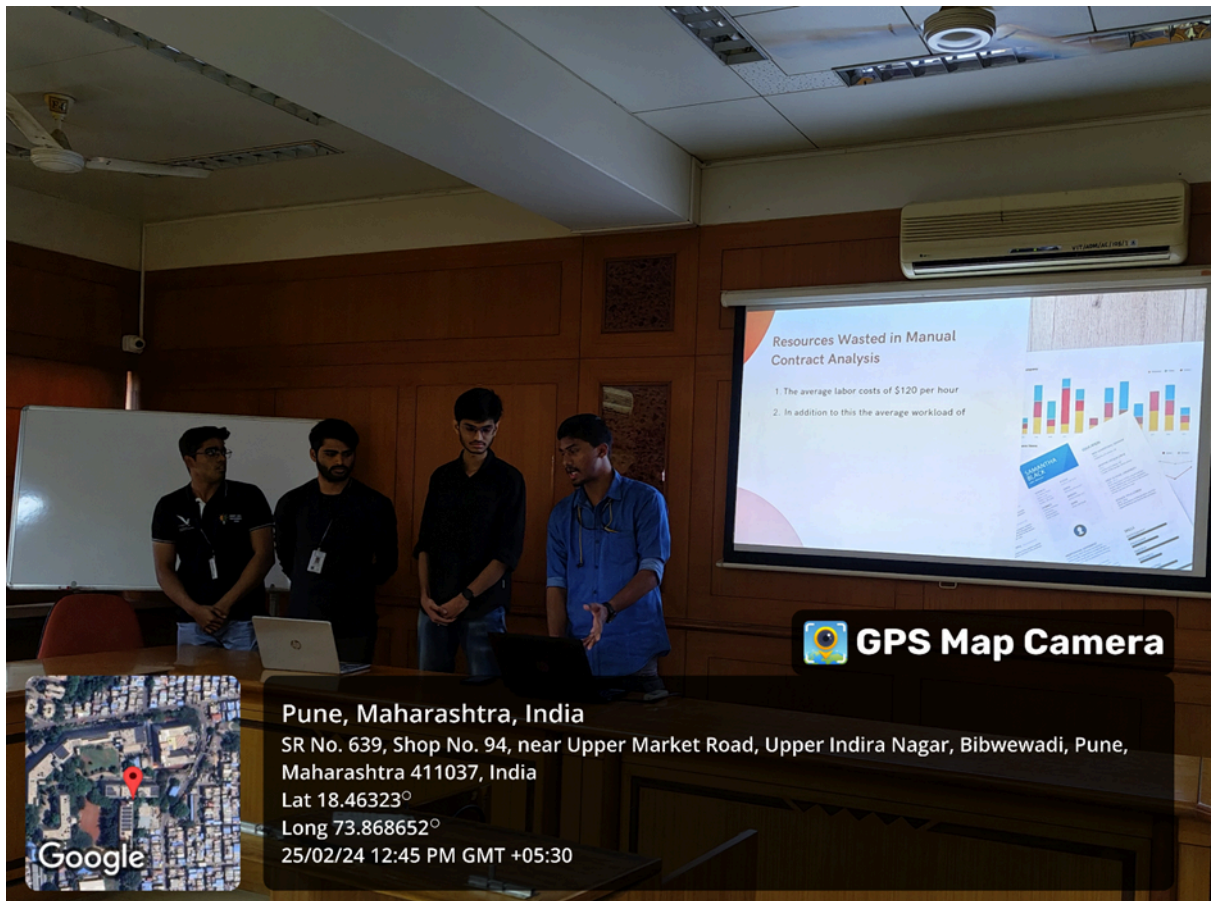 Resources Wasted in Manual
Contract Analysis
1. The average labor costs of $120 per hour
2. In addition to this the average workload of
SAMANTHA
BLACK
GPS Map Camera
Pune, Maharashtra, India
SR No. 639, Shop No. 94, near Upper Market Road, Upper Indira Nagar, Bibwewadi, Pune,
Maharashtra 411037, India
Lat 18.46323°
Long 73.868652°
25/02/24 12:45 PM GMT +05:30
Google